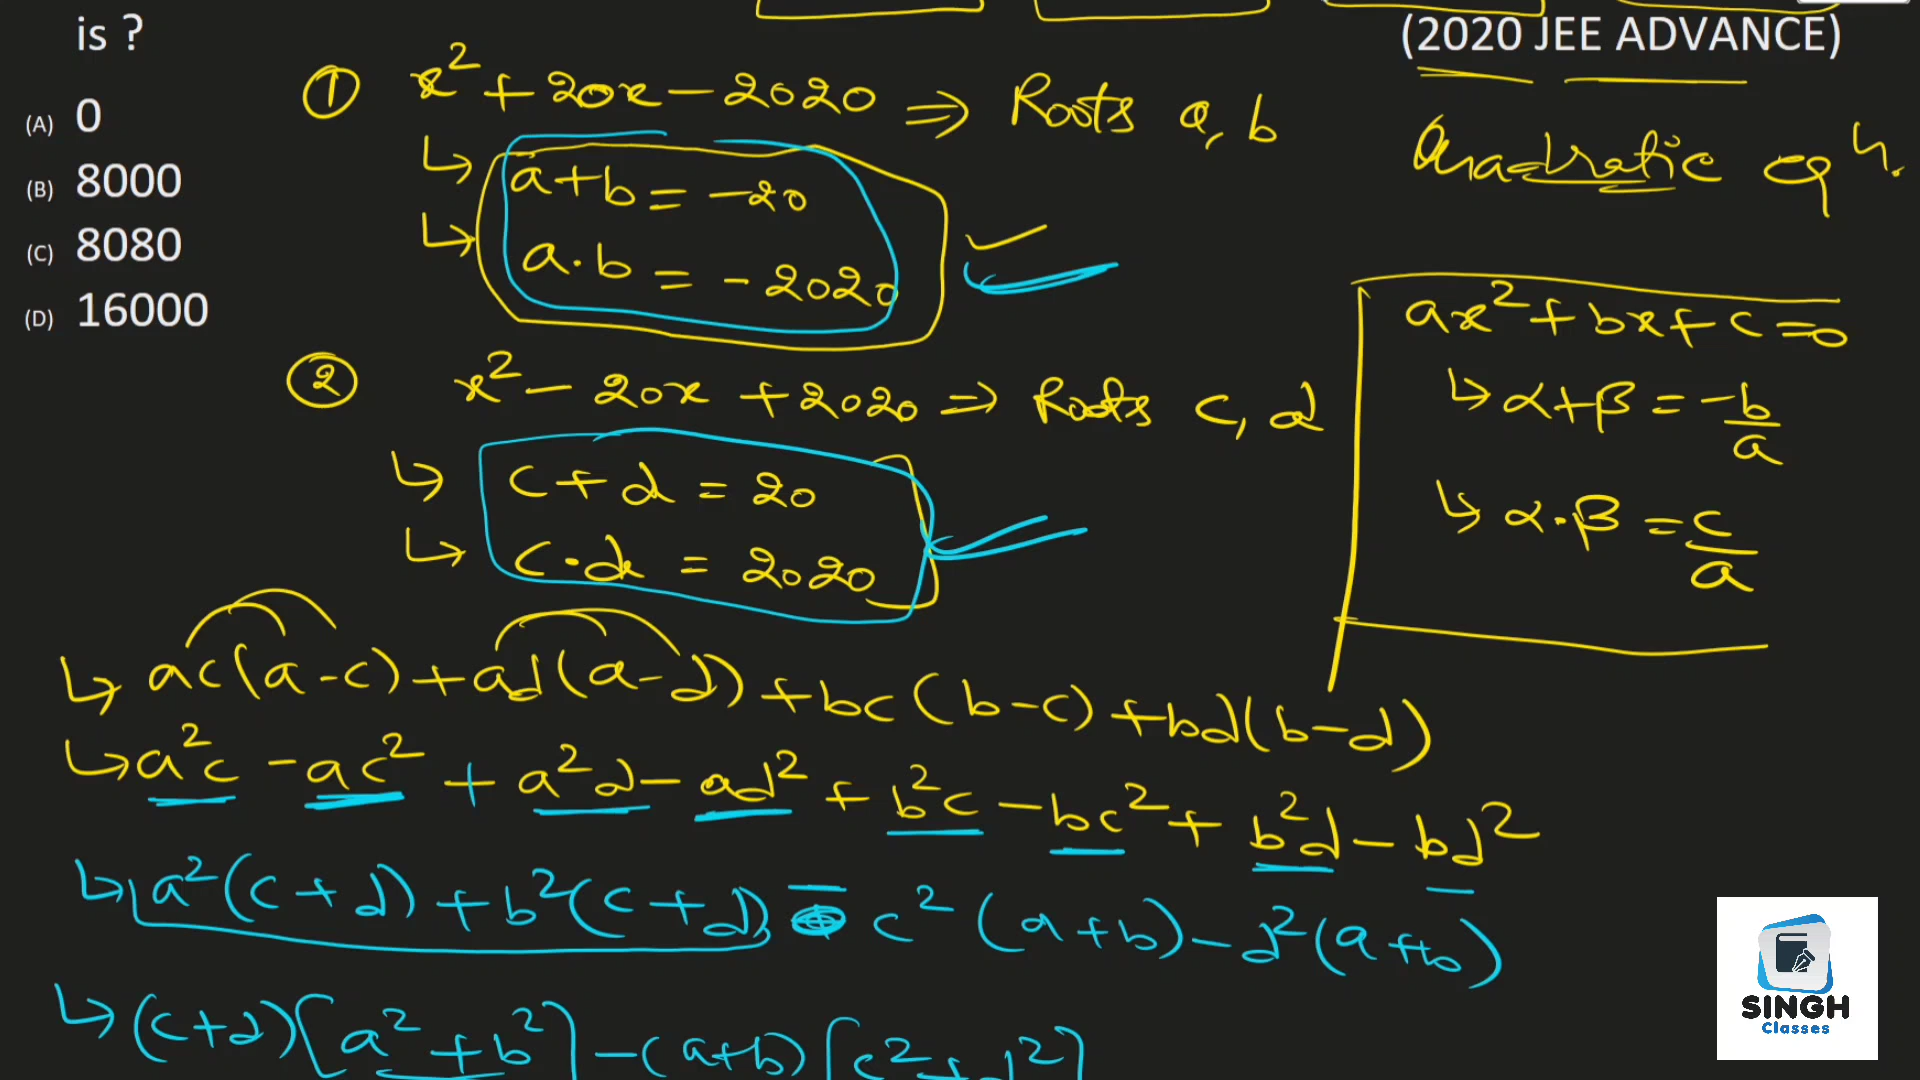 is ?
(2020 JEE ADVANCE)
(A) 0
(B) 8000
(C) 8080
(D) 16000
① x² + 20x - 2020 ⇒ Roots a, b
Quadratic eqⁿ.
↳ a + b = -20
↳ a · b = -2020
ax² + bx + c = 0
↳ α + β = -b/a
↳ α · β = c/a
② x² - 20x + 2020 ⇒ Roots c, d
↳ c + d = 20
↳ c · d = 2020
↳ ac(a-c) + ad(a-d) + bc(b-c) + bd(b-d)
↳ a²c - ac² + a²d - ad² + b²c - bc² + b²d - bd²
↳ a²(c+d) + b²(c+d) - c²(a+b) - d²(a+b)
↳ (c+d)[a²+b²] - (a+b)[c²+d²]
SINGH
Classes